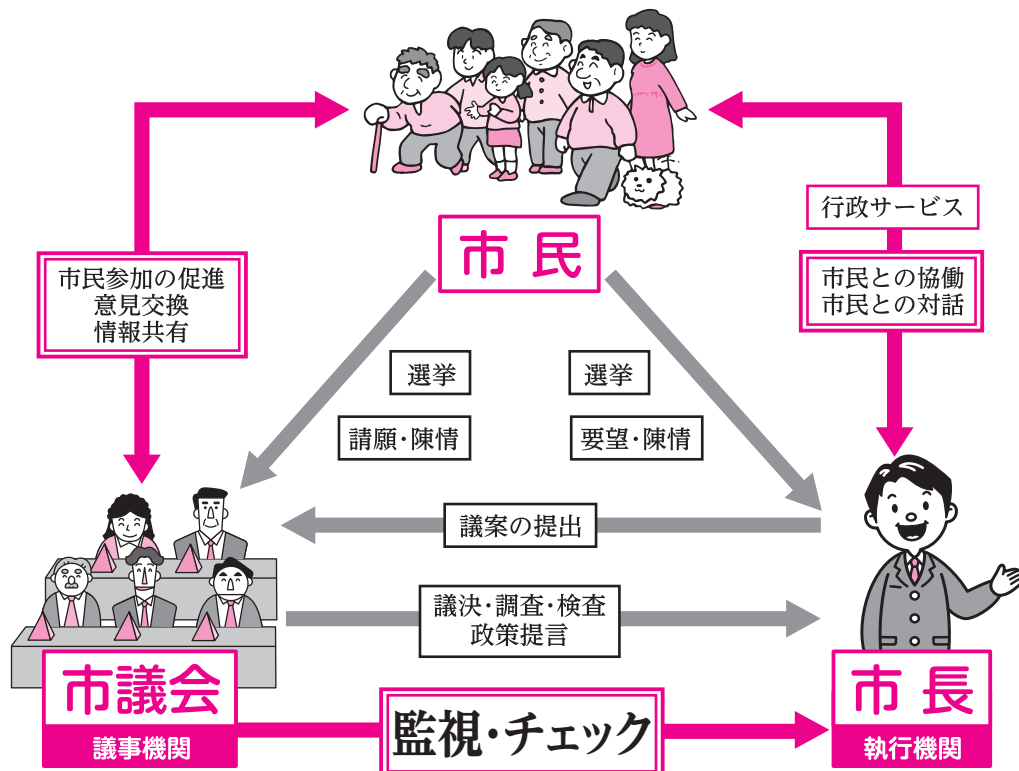 行政サービス
市民
市民参加の促進
意見交換
情報共有
市民との協働
市民との対話
選挙
選挙
請願・陳情
要望・陳情
議案の提出
議決・調査・検査
政策提言
市議会
議事機関
監視・チェック
市長
執行機関